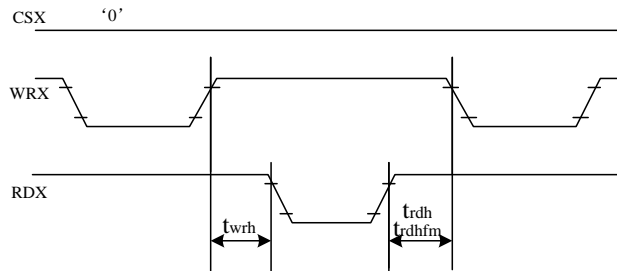 CSX ‘0’
WRX
RDX
twrh
trdh
trdhfm